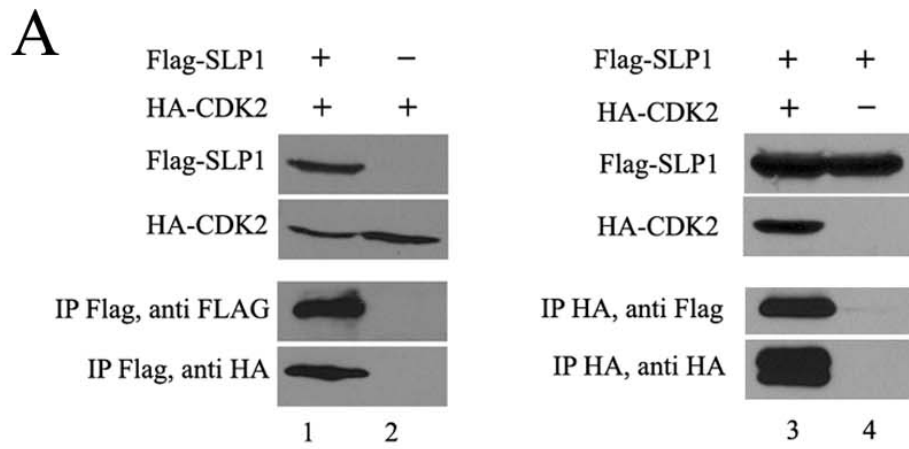 A
Flag-SLP1 + −
HA-CDK2 + +
Flag-SLP1
HA-CDK2
IP Flag, anti FLAG
IP Flag, anti HA
1 2
Flag-SLP1 + +
HA-CDK2 + −
Flag-SLP1
HA-CDK2
IP HA, anti Flag
IP HA, anti HA
3 4